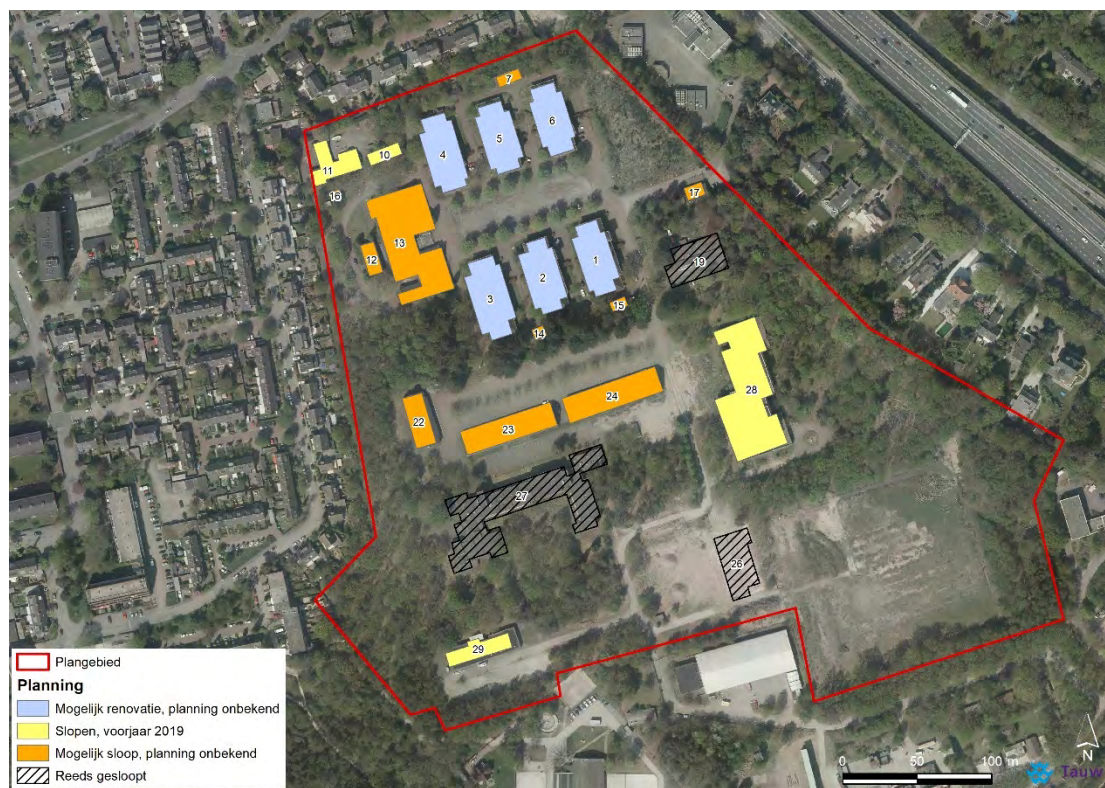 7
6
5
4
10
11
16
17
13
12
19
1
2
3
15
14
28
24
22
23
27
26
29
Plangebied
Planning
Mogelijk renovatie, planning onbekend
Slopen, voorjaar 2019
Mogelijk sloop, planning onbekend
Reeds gesloopt
0 50 100 m
N
Tauw